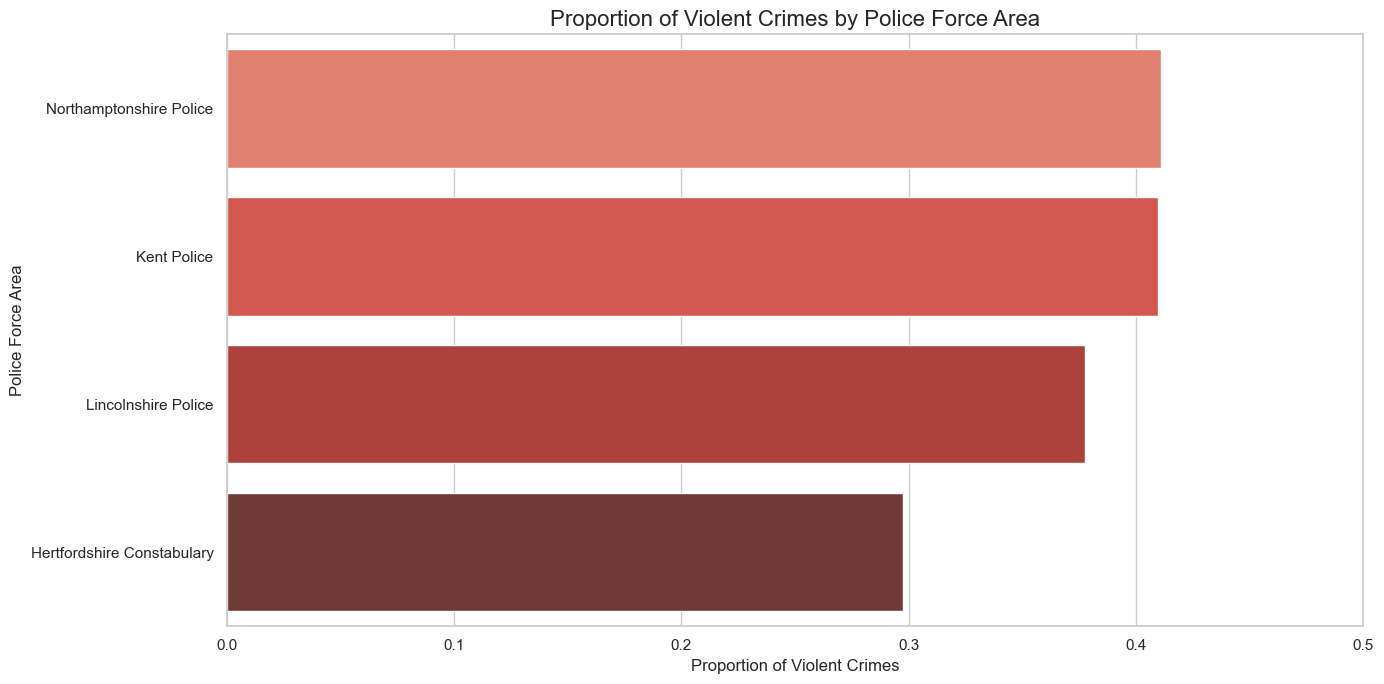 Proportion of Violent Crimes by Police Force Area
Northamptonshire Police
Kent Police
Lincolnshire Police
Hertfordshire Constabulary
Police Force Area
0.0
0.1
0.2
0.3
0.4
0.5
Proportion of Violent Crimes